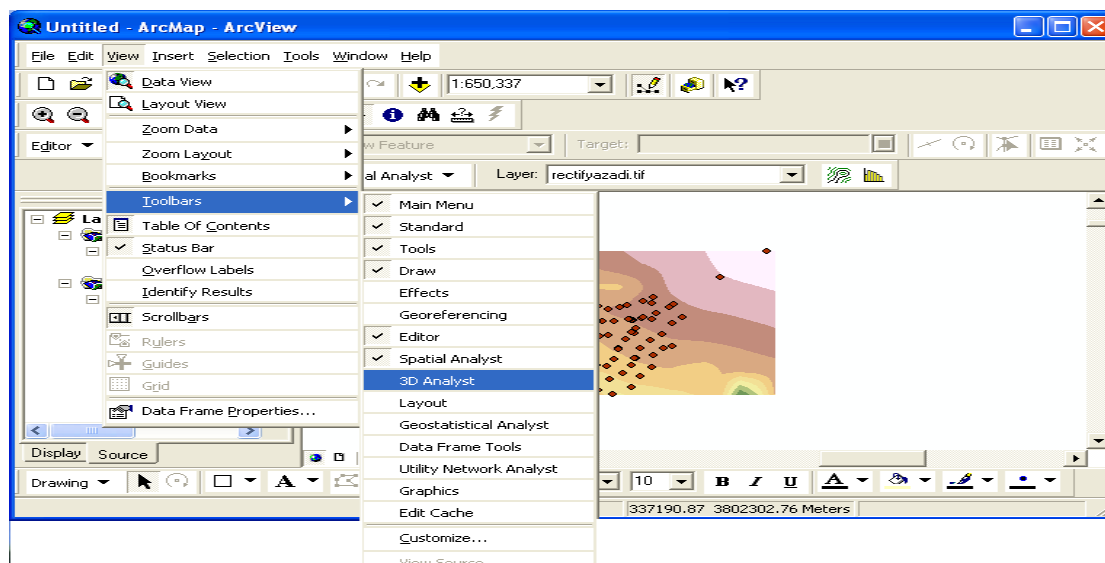 Untitled - ArcMap - ArcView
File Edit View Insert Selection Tools Window Help
1:650,337
Editor
Target:
al Analyst Layer: rectifyazadi.tif
Data View
Layout View
Zoom Data
Zoom Layout
Bookmarks
Toolbars
Table Of Contents
Status Bar
Overflow Labels
Identify Results
Scrollbars
Rulers
Guides
Grid
Data Frame Properties...
Main Menu
Standard
Tools
Draw
Effects
Georeferencing
Editor
Spatial Analyst
3D Analyst
Layout
Geostatistical Analyst
Data Frame Tools
Utility Network Analyst
Graphics
Edit Cache
Customize...
View Source
w Feature
La
Display Source
Drawing A 10 B I U A
337190.87 3802302.76 Meters